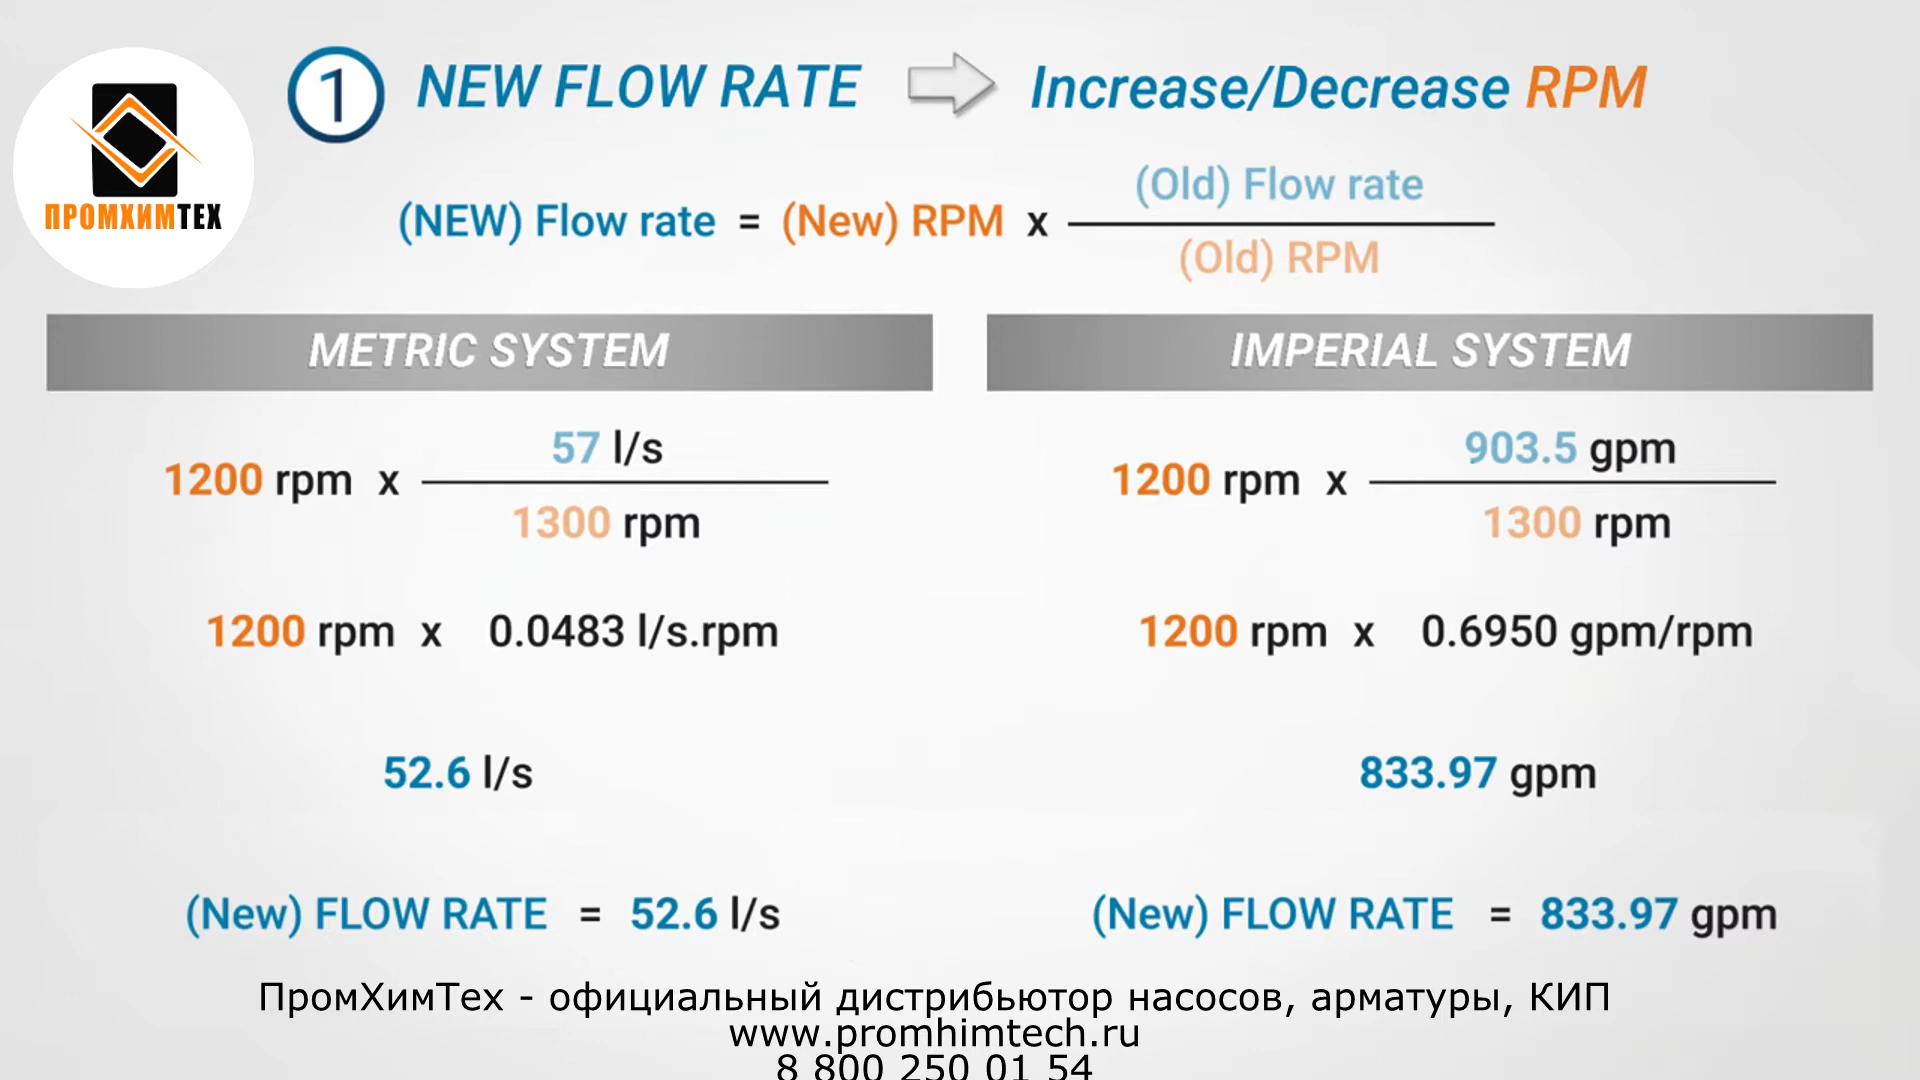 ПРОМХИМТЕХ
1 NEW FLOW RATE Increase/Decrease RPM
(Old) Flow rate
(NEW) Flow rate = (New) RPM x
(Old) RPM
METRIC SYSTEM
57 l/s
1200 rpm x
1300 rpm
1200 rpm x 0.0483 l/s.rpm
52.6 l/s
(New) FLOW RATE = 52.6 l/s
IMPERIAL SYSTEM
903.5 gpm
1200 rpm x
1300 rpm
1200 rpm x 0.6950 gpm/rpm
833.97 gpm
(New) FLOW RATE = 833.97 gpm
ПромХимТех - официальный дистрибьютор насосов, арматуры, КИП
www.promhimtech.ru
8 800 250 01 54